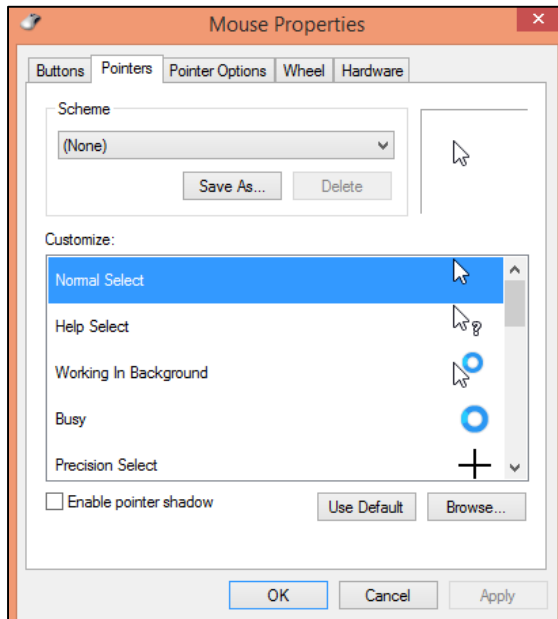 Mouse Properties
Buttons Pointers Pointer Options Wheel Hardware
Scheme
(None)
Save As... Delete
Customize:
Normal Select
Help Select
Working In Background
Busy
Precision Select
Enable pointer shadow
Use Default Browse...
OK Cancel Apply